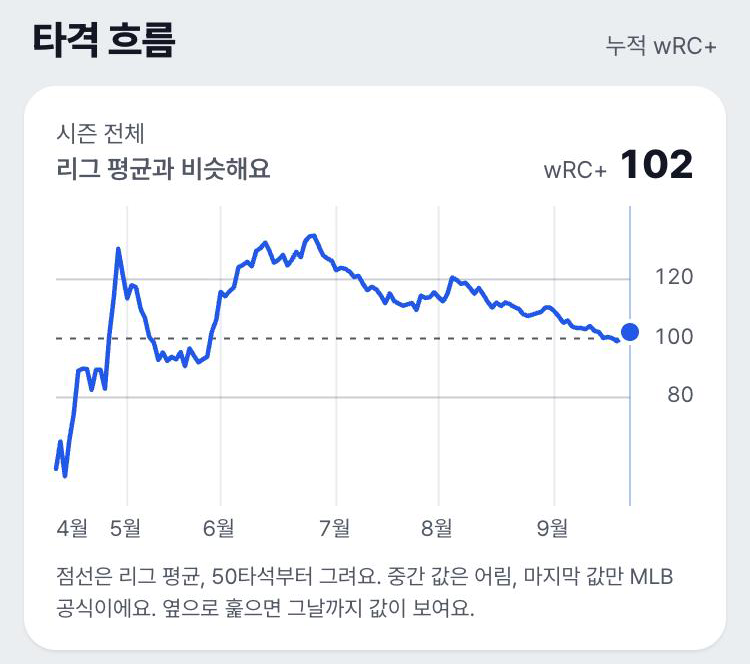 타격 흐름
누적 wRC+
시즌 전체
리그 평균과 비슷해요
wRC+ 102
120
100
80
4월 5월 6월 7월 8월 9월
점선은 리그 평균, 50타석부터 그려요. 중간 값은 어림, 마지막 값만 MLB
공식이에요. 옆으로 훑으면 그날까지 값이 보여요.